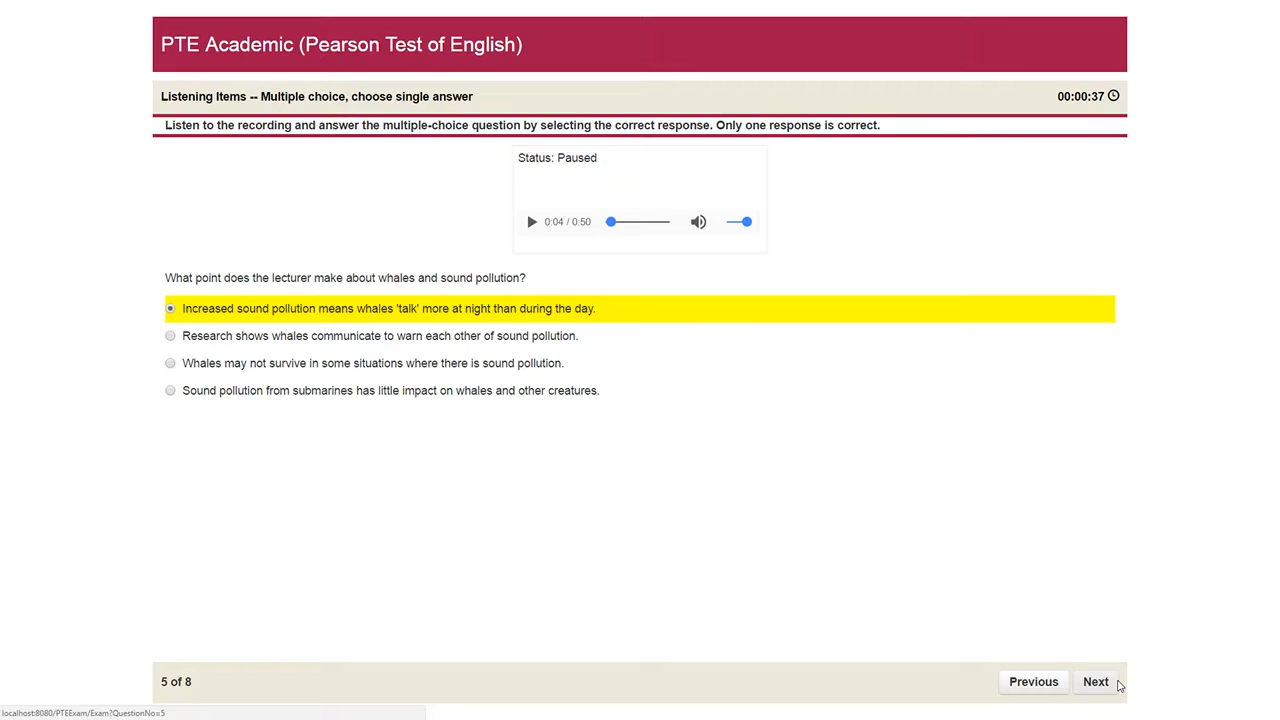 PTE Academic (Pearson Test of English)
Listening Items -- Multiple choice, choose single answer
00:00:37
Listen to the recording and answer the multiple-choice question by selecting the correct response. Only one response is correct.
Status: Paused
0:04 / 0:50
What point does the lecturer make about whales and sound pollution?
Increased sound pollution means whales 'talk' more at night than during the day.
Research shows whales communicate to warn each other of sound pollution.
Whales may not survive in some situations where there is sound pollution.
Sound pollution from submarines has little impact on whales and other creatures.
5 of 8
Previous
Next
localhost:8080/PTEExam/Exam?QuestionNo=5